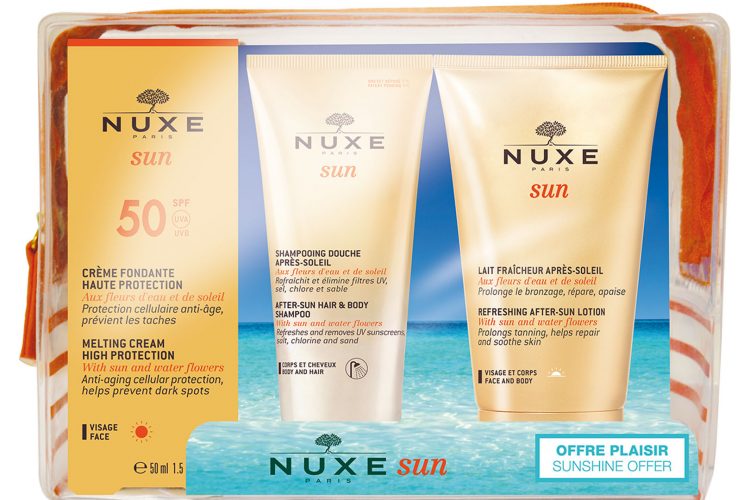 NUXE
PARIS
sun
50 SPF
UVA
UVB
CRÈME FONDANTE
HAUTE PROTECTION
Aux fleurs d'eau et de soleil
Protection cellulaire anti-âge,
prévient les taches
MELTING CREAM
HIGH PROTECTION
With sun and water flowers
Anti-aging cellular protection,
helps prevent dark spots
VISAGE
FACE
e 50 ml 1.5
NUXE
PARIS
sun
SHAMPOOING DOUCHE
APRÈS-SOLEIL
Aux fleurs d'eau et de soleil
Rafraîchit et élimine filtres UV,
sel, chlore et sable
AFTER-SUN HAIR & BODY
SHAMPOO
With sun and water flowers
Refreshes and removes UV sunscreens,
salt, chlorine and sand
CORPS ET CHEVEUX
BODY AND HAIR
NUXE
PARIS
sun
LAIT FRAÎCHEUR APRÈS-SOLEIL
Aux fleurs d'eau et de soleil
Prolonge le bronzage, répare, apaise
REFRESHING AFTER-SUN LOTION
With sun and water flowers
Prolongs tanning, helps repair
and soothe skin
VISAGE ET CORPS
FACE AND BODY
NUXE sun
PARIS
OFFRE PLAISIR
SUNSHINE OFFER